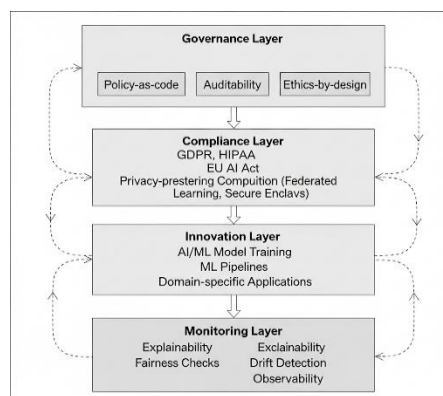 Governance Layer
Policy-as-code Auditability Ethics-by-design
Compliance Layer
GDPR, HIPAA
EU AI Act
Privacy-prestering Compuition (Federated
Learning, Secure Enclavs)
Innovation Layer
AI/ML Model Training
ML Pipelines
Domain-specific Applications
Monitoring Layer
Explainability Exclainability
Fairness Checks Drift Detection
Observability